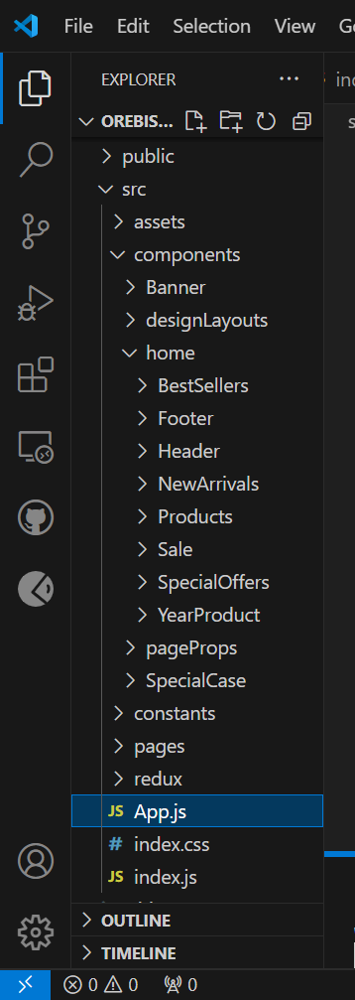 File Edit Selection View
EXPLORER
OREBIS...
public
src
assets
components
Banner
designLayouts
home
BestSellers
Footer
Header
NewArrivals
Products
Sale
SpecialOffers
YearProduct
pageProps
SpecialCase
constants
pages
redux
JS App.js
# index.css
JS index.js
OUTLINE
TIMELINE
0 0 0